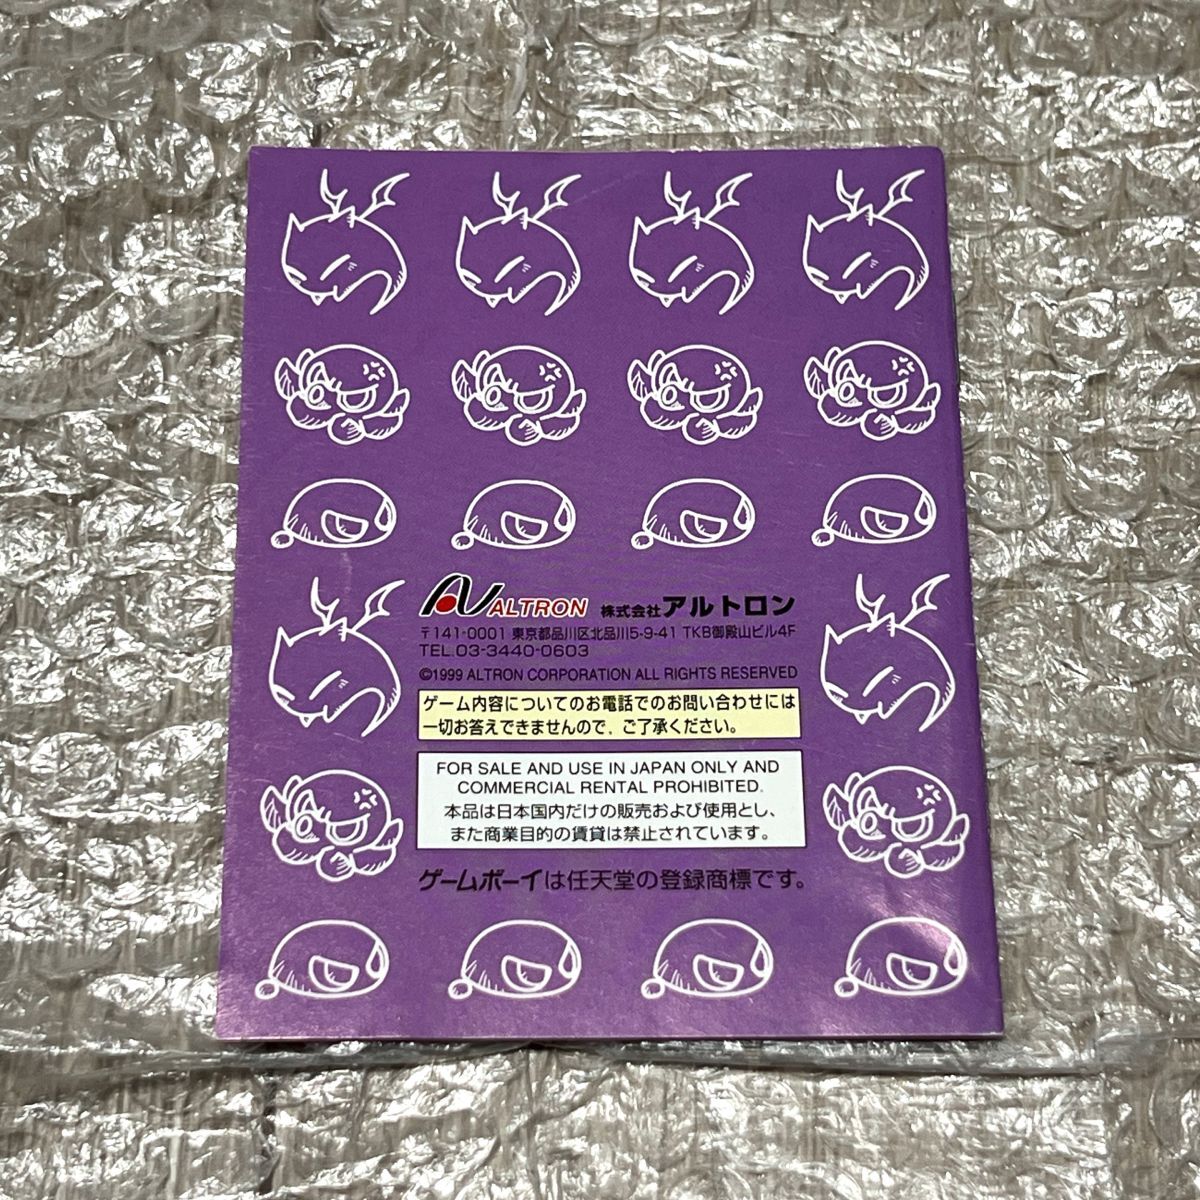 ALTRON 株式会社アルトロン
〒141-0001 東京都品川区北品川5-9-41 TKB御殿山ビル4F
TEL.03-3440-0603
©1999 ALTRON CORPORATION ALL RIGHTS RESERVED
ゲーム内容についてのお電話でのお問い合わせには
一切お答えできませんので、ご了承ください。
FOR SALE AND USE IN JAPAN ONLY AND
COMMERCIAL RENTAL PROHIBITED.
本品は日本国内だけの販売および使用とし、
また商業目的の賃貸は禁止されています。
ゲームボーイは任天堂の登録商標です。